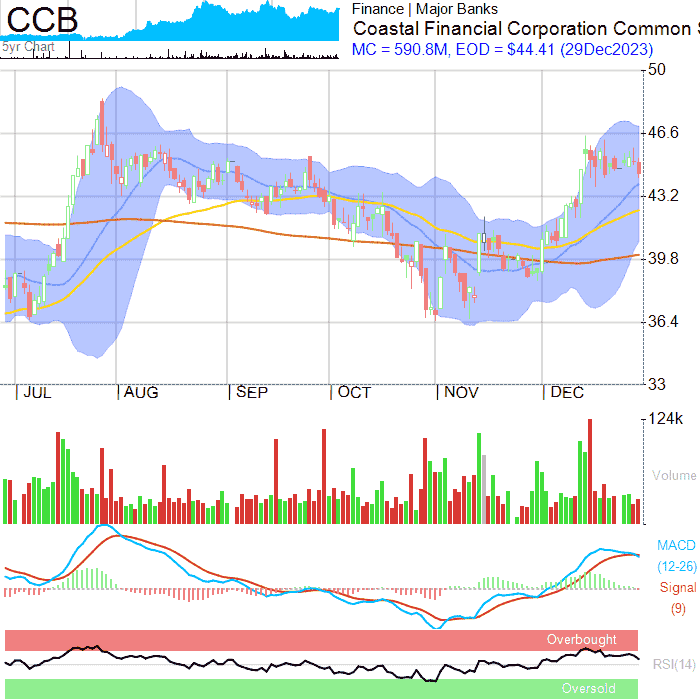 CCB
Finance | Major Banks
Coastal Financial Corporation Common S
MC = 590.8M, EOD = $44.41 (29Dec2023)
5yr Chart
50
46.6
43.2
39.8
36.4
33
JUL AUG SEP OCT NOV DEC
124k
Volume
MACD
(12-26)
Signal
(9)
Overbought
RSI(14)
Oversold